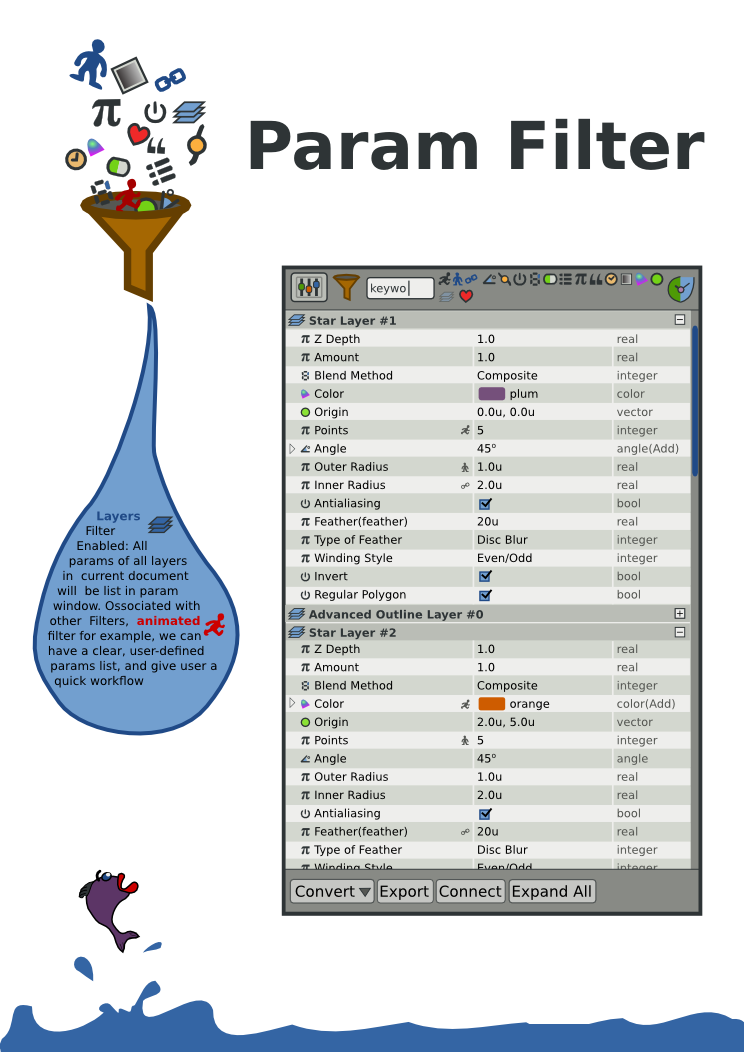 Param Filter
keywo
Star Layer #1
π Z Depth 1.0 real
π Amount 1.0 real
Blend Method Composite integer
Color plum color
Origin 0.0u, 0.0u vector
π Points 5 integer
Angle 45° angle(Add)
π Outer Radius 1.0u real
π Inner Radius 2.0u real
Antialiasing bool
π Feather(feather) 20u real
π Type of Feather Disc Blur integer
π Winding Style Even/Odd integer
Invert bool
Regular Polygon bool
Advanced Outline Layer #0
Star Layer #2
π Z Depth 1.0 real
π Amount 1.0 real
Blend Method Composite integer
Color orange color(Add)
Origin 2.0u, 5.0u vector
π Points 5 integer
Angle 45° angle
π Outer Radius 1.0u real
π Inner Radius 2.0u real
Antialiasing bool
π Feather(feather) 20u real
π Type of Feather Disc Blur integer
π Winding Style Even/Odd integer
Convert Export Connect Expand All
Layers
Filter
Enabled: All
params of all layers
in current document
will be list in param
window. Ossociated with
other Filters, animated
filter for example, we can
have a clear, user-defined
params list, and give user a
quick workflow